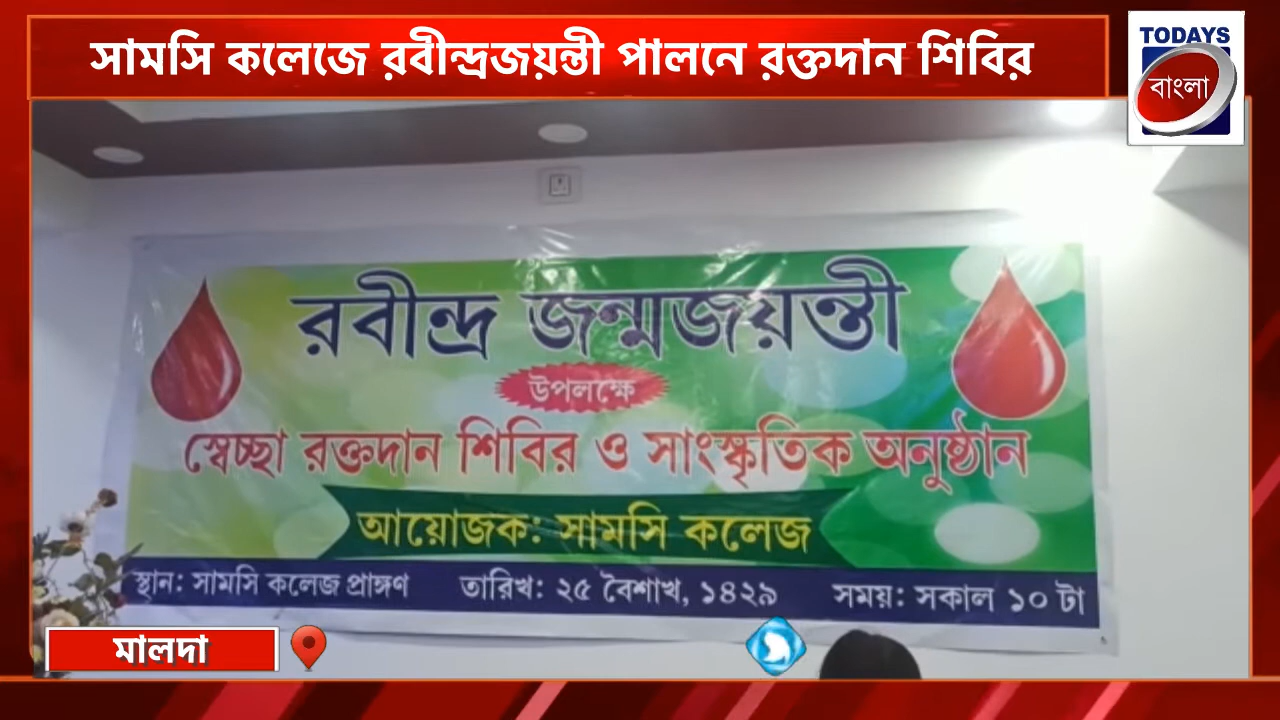 সামসি কলেজে রবীন্দ্রজয়ন্তী পালনে রক্তদান শিবির
TODAYS
বাংলা
রবীন্দ্র জন্মজয়ন্তী
উপলক্ষে
স্বেচ্ছা রক্তদান শিবির ও সাংস্কৃতিক অনুষ্ঠান
আয়োজক: সামসি কলেজ
স্থান: সামসি কলেজ প্রাঙ্গণ তারিখ: ২৫ বৈশাখ, ১৪২৯ সময়: সকাল ১০ টা
মালদা